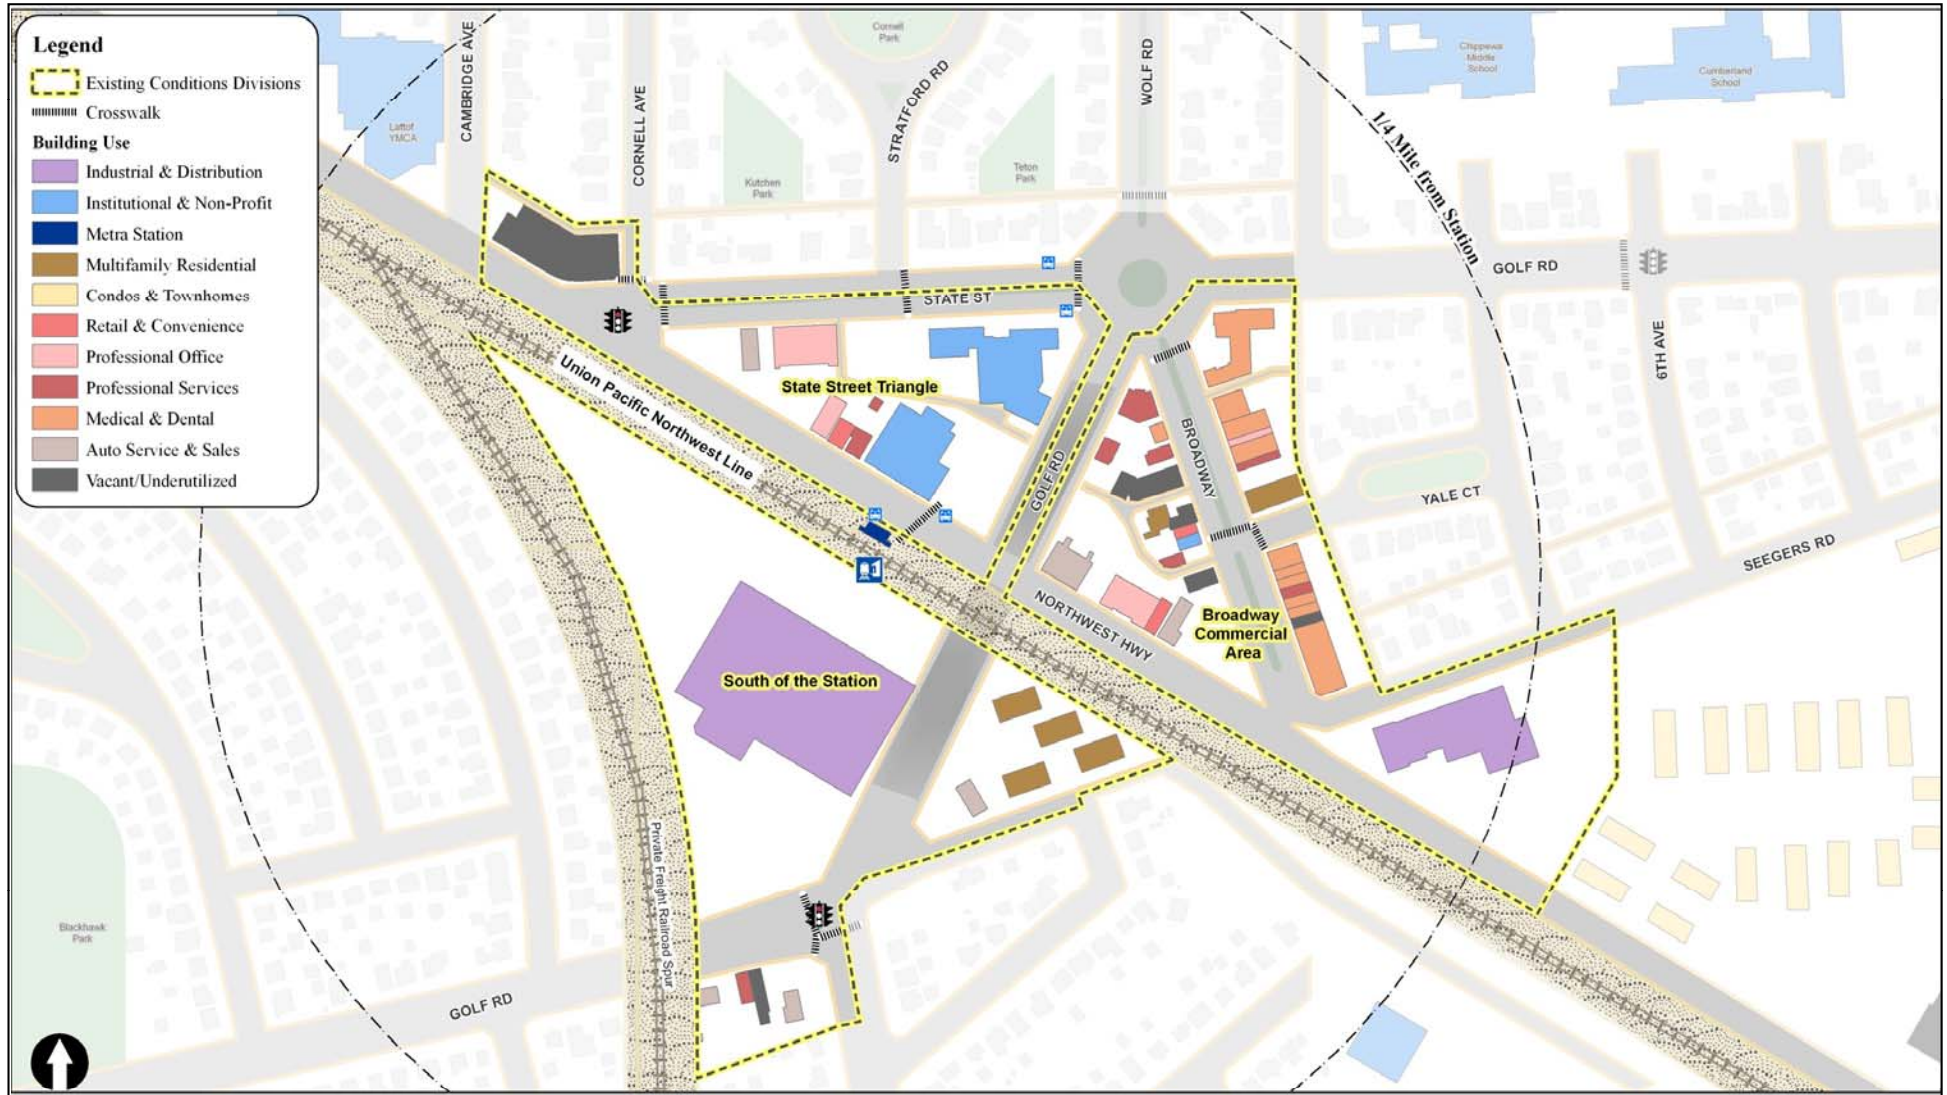 Legend
Existing Conditions Divisions
Crosswalk
Building Use
Industrial & Distribution
Institutional & Non-Profit
Metra Station
Multifamily Residential
Condos & Townhomes
Retail & Convenience
Professional Office
Professional Services
Medical & Dental
Auto Service & Sales
Vacant/Underutilized
Lattof
YMCA
CAMBRIDGE AVE
CORNELL AVE
Cornell
Park
STRATFORD RD
WOLF RD
Kutchen
Park
Teton
Park
Chippewa
Middle
School
Cumberland
School
1/4 Mile from Station
GOLF RD
6TH AVE
STATE ST
State Street Triangle
Union Pacific Northwest Line
GOLF RD
BROADWAY
YALE CT
SEEGERS RD
NORTHWEST HWY
Broadway
Commercial
Area
South of the Station
Private Freight Railroad Spur
Blackhawk
Park
GOLF RD